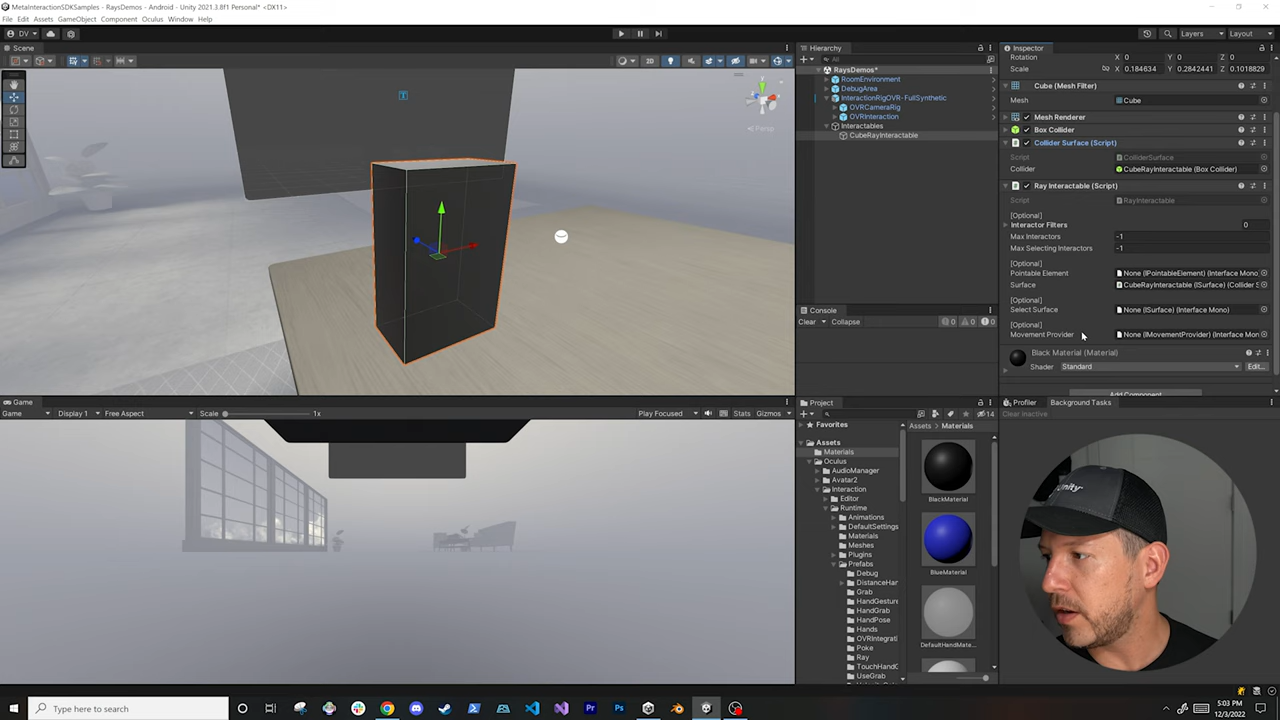 MetaInteractionSDKSamples - RaysDemos - Android - Unity 2021.3.8f1 Personal* <DX11>
File Edit Assets GameObject Component Oculus Window Help
DV
Layers
Layout
Scene
2D
y
Persp
Game
Game Display 1 Free Aspect Scale 1x Play Focused Stats Gizmos
Hierarchy
All
RaysDemos*
RoomEnvironment
DebugArea
InteractionRigOVR-FullSynthetic
OVRCameraRig
OVRInteraction
Interactables
CubeRayInteractable
Console
Clear Collapse 0 0 0
Project
14
Favorites
Assets
Materials
Oculus
AudioManager
Avatar2
Interaction
Editor
Runtime
Animations
DefaultSettings
Materials
Meshes
Plugins
Prefabs
Debug
DistanceHan
Grab
HandGesture
HandGrab
HandPose
Hands
OVRIntegrati
Poke
Ray
TouchHandG
UseGrab
Assets > Materials
BlackMaterial
BlueMaterial
DefaultHandMate...
Inspector
Rotation X 0 Y 0 Z 0
Scale X 0.184634 Y 0.2842441 Z 0.1018829
Cube (Mesh Filter)
Mesh Cube
Mesh Renderer
Box Collider
Collider Surface (Script)
Script ColliderSurface
Collider CubeRayInteractable (Box Collider)
Ray Interactable (Script)
Script RayInteractable
[Optional]
Interactor Filters 0
Max Interactors -1
Max Selecting Interactors -1
[Optional]
Pointable Element None (IPointableElement) (Interface Mono
Surface CubeRayInteractable (ISurface) (Collider S
[Optional]
Select Surface None (ISurface) (Interface Mono)
[Optional]
Movement Provider None (IMovementProvider) (Interface Mon
Black Material (Material)
Shader Standard Edit...
Add Component
Profiler Background Tasks
Clear Inactive
unity
Type here to search
5:03 PM
12/3/2022